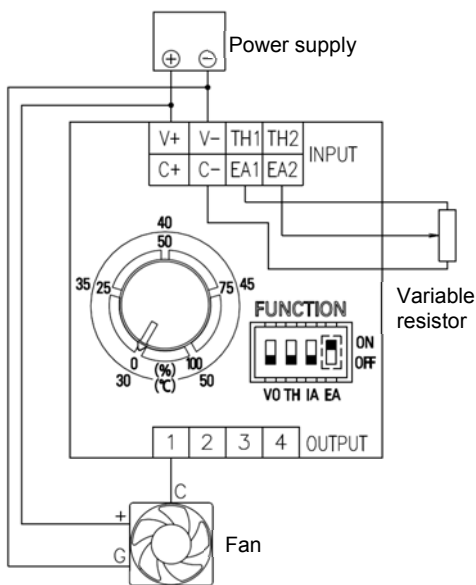 Power supply
+ −
V+ V− TH1 TH2
INPUT
C+ C− EA1 EA2
40
50
35 25 75 45
0 100
30 (%) 50
(℃)
Variable
resistor
FUNCTION
ON
OFF
VO TH IA EA
1 2 3 4 OUTPUT
C
+
G
Fan